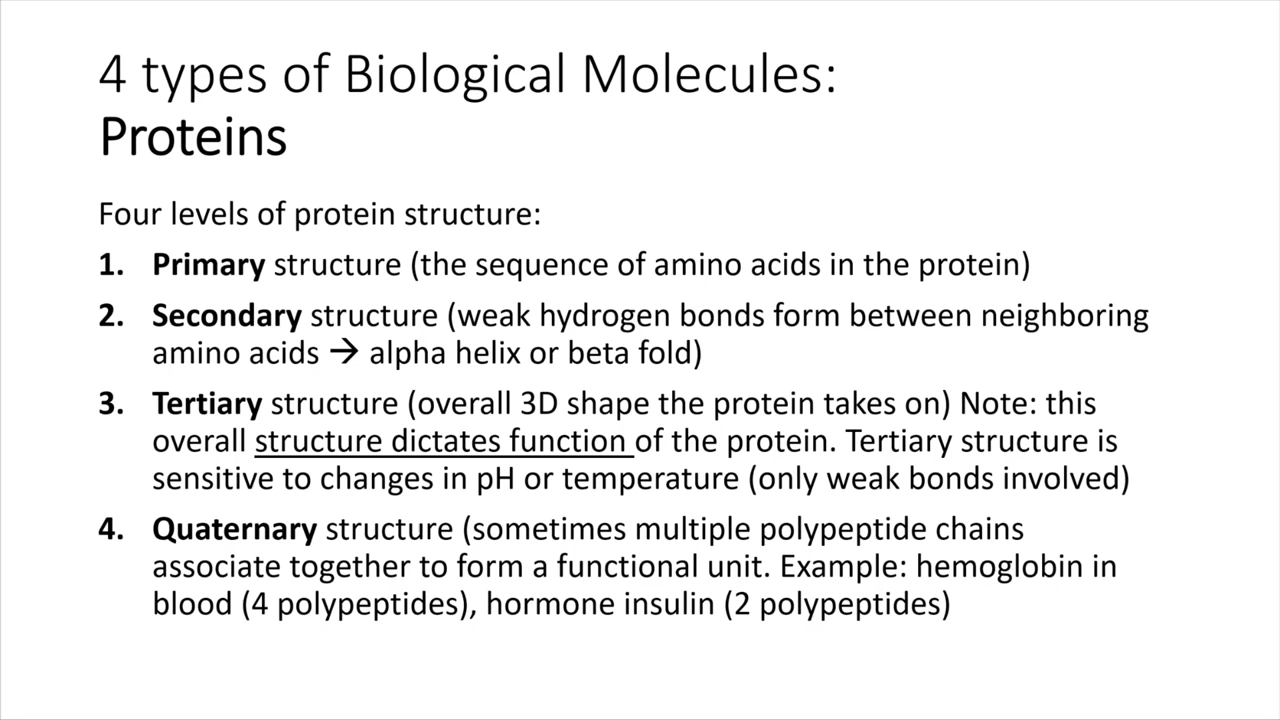 4 types of Biological Molecules:
Proteins
Four levels of protein structure:
1. Primary structure (the sequence of amino acids in the protein)
2. Secondary structure (weak hydrogen bonds form between neighboring
amino acids → alpha helix or beta fold)
3. Tertiary structure (overall 3D shape the protein takes on) Note: this
overall structure dictates function of the protein. Tertiary structure is
sensitive to changes in pH or temperature (only weak bonds involved)
4. Quaternary structure (sometimes multiple polypeptide chains
associate together to form a functional unit. Example: hemoglobin in
blood (4 polypeptides), hormone insulin (2 polypeptides)